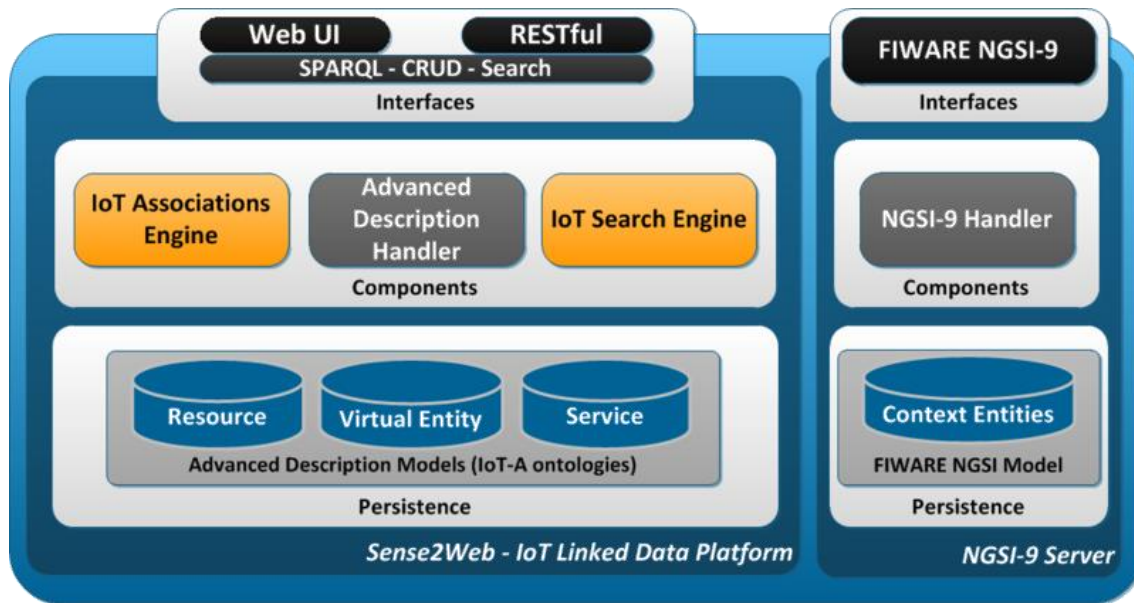 Web UI
RESTful
SPARQL - CRUD - Search
Interfaces
IoT Associations
Engine
Advanced
Description
Handler
IoT Search Engine
Components
Resource
Virtual Entity
Service
Advanced Description Models (IoT-A ontologies)
Persistence
Sense2Web - IoT Linked Data Platform
FIWARE NGSI-9
Interfaces
NGSI-9 Handler
Components
Context Entities
FIWARE NGSI Model
Persistence
NGSI-9 Server